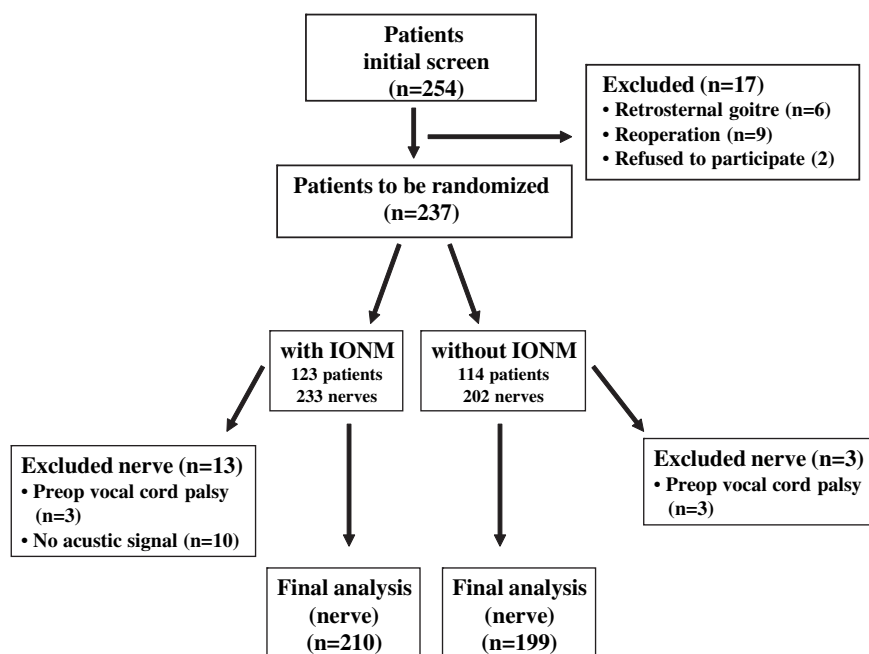 Patients
initial screen
(n=254)
Excluded (n=17)
• Retrosternal goitre (n=6)
• Reoperation (n=9)
• Refused to participate (2)
Patients to be randomized
(n=237)
with IONM
123 patients
233 nerves
without IONM
114 patients
202 nerves
Excluded nerve (n=13)
• Preop vocal cord palsy
(n=3)
• No acustic signal (n=10)
Excluded nerve (n=3)
• Preop vocal cord palsy
(n=3)
Final analysis
(nerve)
(n=210)
Final analysis
(nerve)
(n=199)